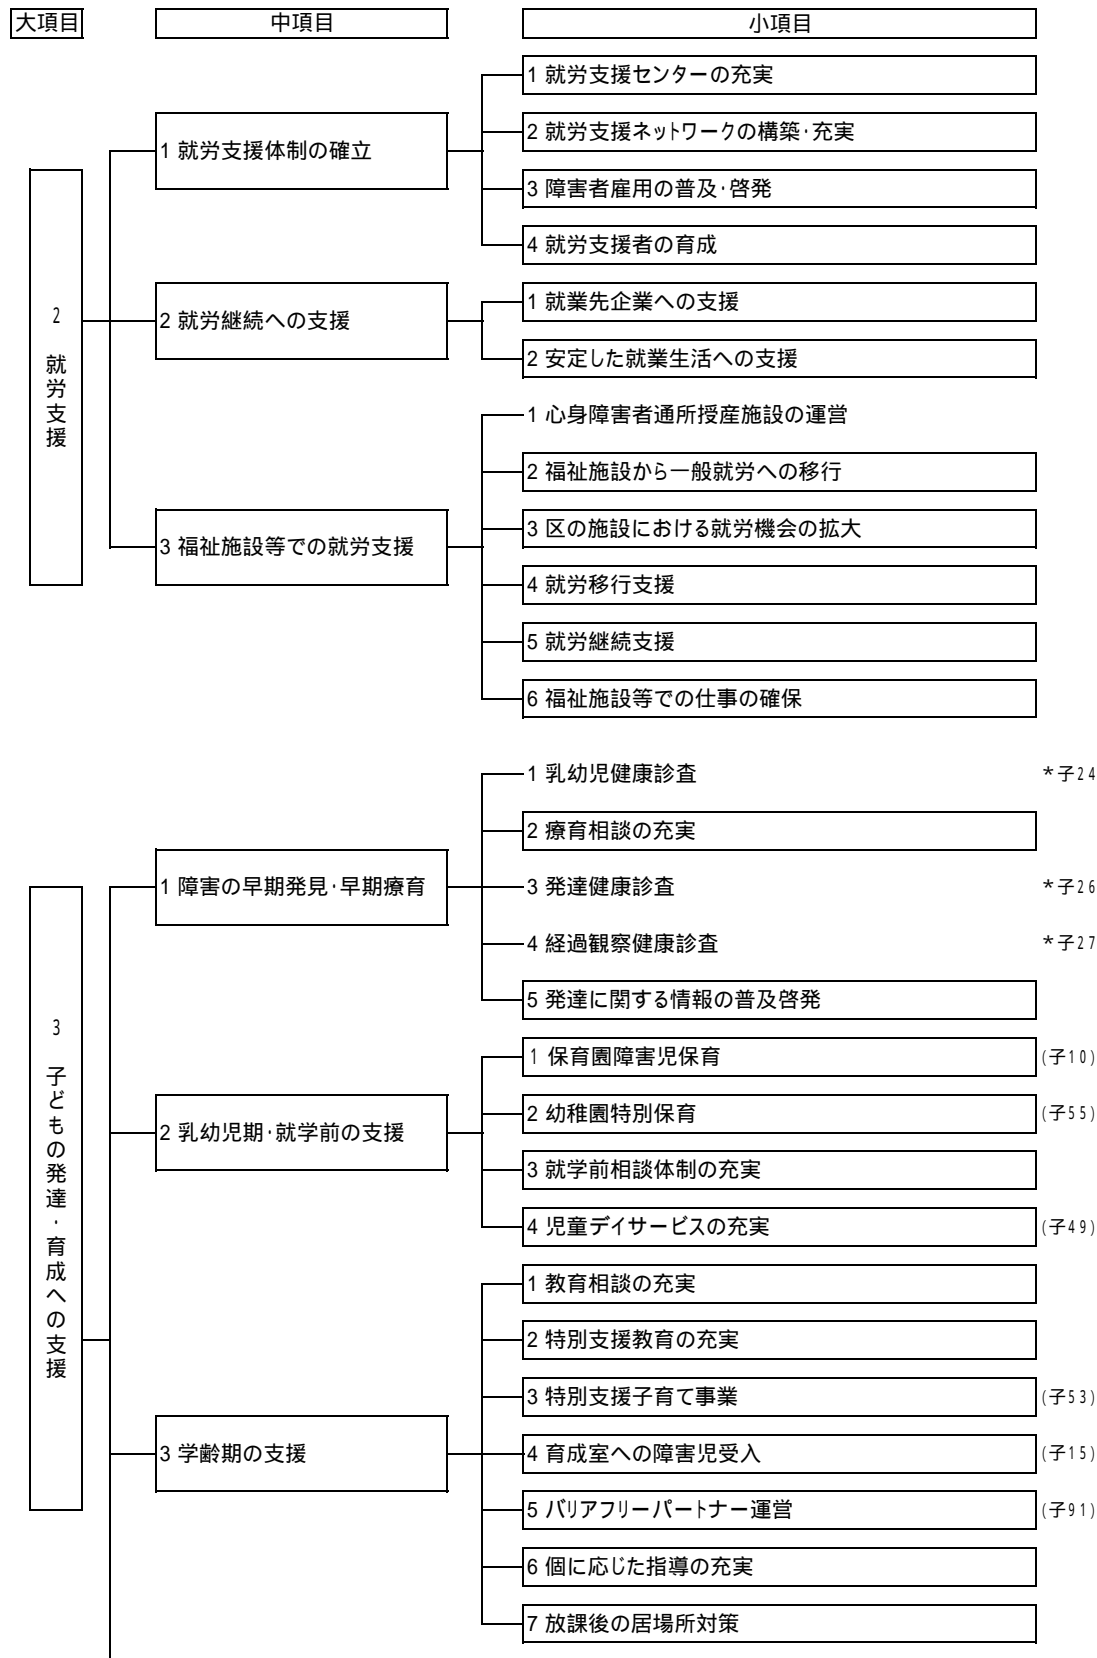 大項目
中項目
小項目
2 就労支援
1 就労支援体制の確立
1 就労支援センターの充実
2 就労支援ネットワークの構築・充実
3 障害者雇用の普及・啓発
4 就労支援者の育成
2 就労継続への支援
1 就業先企業への支援
2 安定した就業生活への支援
3 福祉施設等での就労支援
1 心身障害者通所授産施設の運営
2 福祉施設から一般就労への移行
3 区の施設における就労機会の拡大
4 就労移行支援
5 就労継続支援
6 福祉施設等での仕事の確保
3 子どもの発達・育成への支援
1 障害の早期発見・早期療育
1 乳幼児健康診査 *子24
2 療育相談の充実
3 発達健康診査 *子26
4 経過観察健康診査 *子27
5 発達に関する情報の普及啓発
2 乳幼児期・就学前の支援
1 保育園障害児保育 (子10)
2 幼稚園特別保育 (子55)
3 就学前相談体制の充実
4 児童デイサービスの充実 (子49)
3 学齢期の支援
1 教育相談の充実
2 特別支援教育の充実
3 特別支援子育て事業 (子53)
4 育成室への障害児受入 (子15)
5 バリアフリーパートナー運営 (子91)
6 個に応じた指導の充実
7 放課後の居場所対策